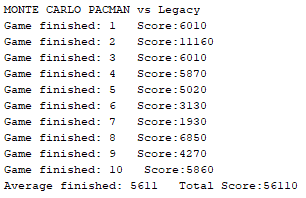 MONTE CARLO PACMAN vs Legacy
Game finished: 1   Score:6010
Game finished: 2   Score:11160
Game finished: 3   Score:6010
Game finished: 4   Score:5870
Game finished: 5   Score:5020
Game finished: 6   Score:3130
Game finished: 7   Score:1930
Game finished: 8   Score:6850
Game finished: 9   Score:4270
Game finished: 10   Score:5860
Average finished: 5611   Total Score:56110